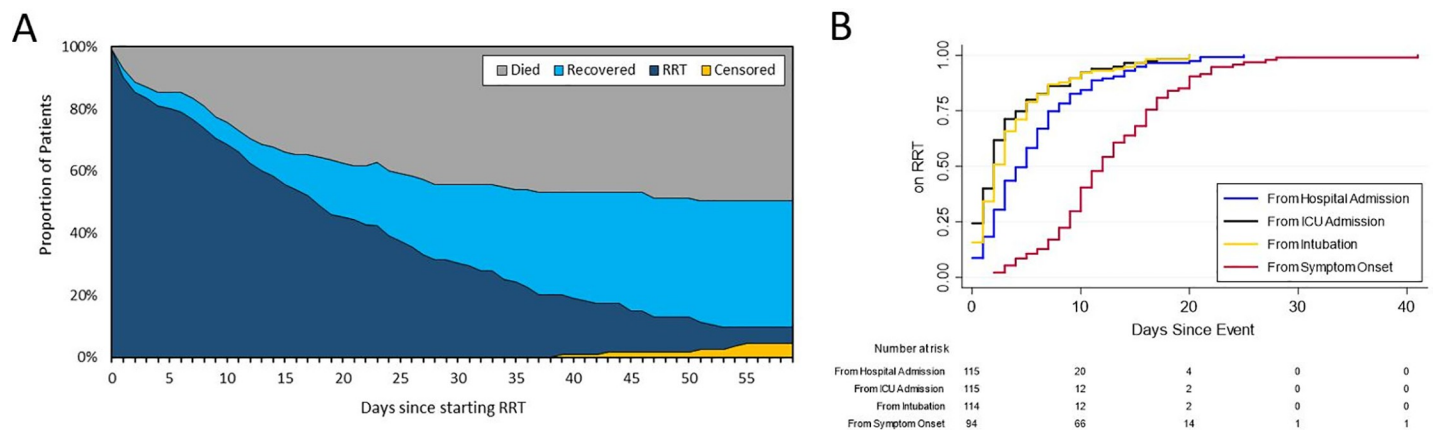 A
100%
80%
60%
40%
20%
0%
Proportion of Patients
Died Recovered RRT Censored
0 5 10 15 20 25 30 35 40 45 50 55
Days since starting RRT
B
1.00
0.75
0.50
0.25
0.00
on RRT
From Hospital Admission
From ICU Admission
From Intubation
From Symptom Onset
0 10 20 30 40
Days Since Event
Number at risk
From Hospital Admission 115 20 4 0 0
From ICU Admission 115 12 2 0 0
From Intubation 114 12 2 0 0
From Symptom Onset 94 66 14 1 1